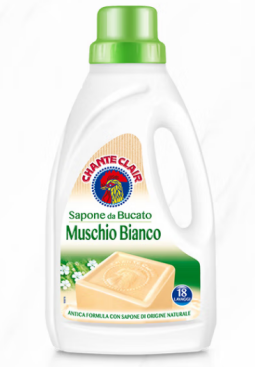 CHANTE CLAIR
Sapone da Bucato
Muschio Bianco
18
LAVAGGI
ANTICA FORMULA CON SAPONE DI ORIGINE NATURALE